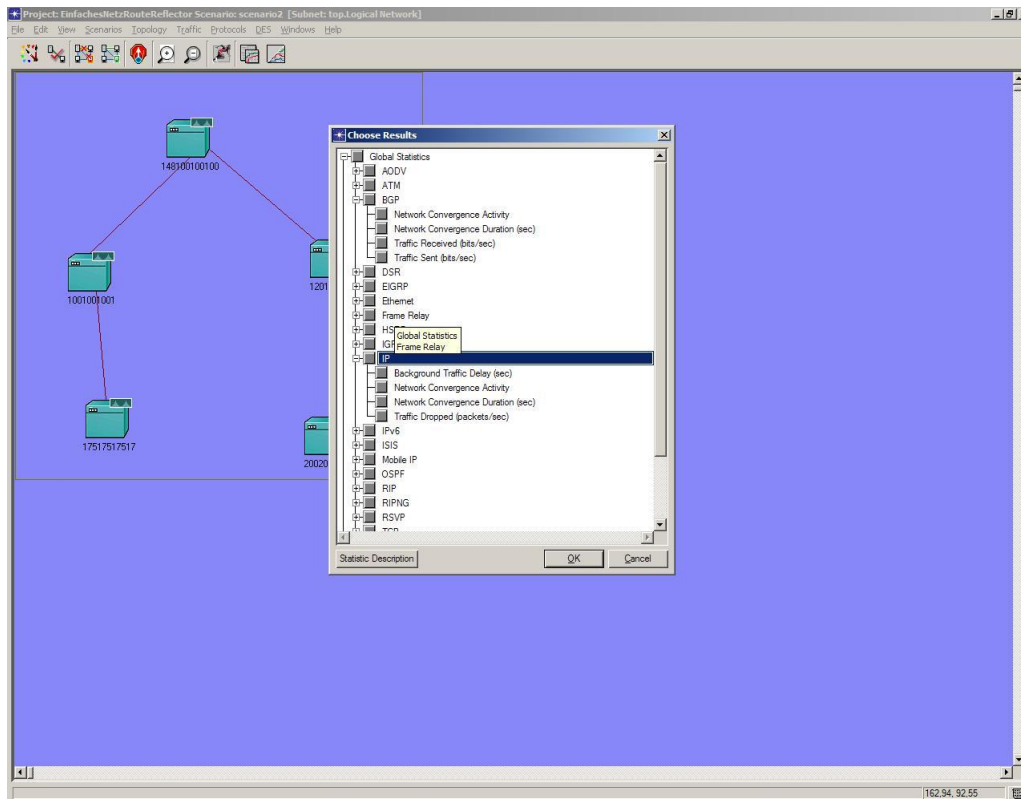 Project: EinfachesNetzRouteReflector Scenario: scenario2 [Subnet: top.Logical Network]
File Edit View Scenarios Topology Traffic Protocols DES Windows Help
148100100100
1001001001
1201
17517517517
20020
Choose Results
Global Statistics
AODV
ATM
BGP
Network Convergence Activity
Network Convergence Duration (sec)
Traffic Received (bits/sec)
Traffic Sent (bits/sec)
DSR
EIGRP
Ethernet
Frame Relay
Global Statistics
Frame Relay
IP
Background Traffic Delay (sec)
Network Convergence Activity
Network Convergence Duration (sec)
Traffic Dropped (packets/sec)
IPv6
ISIS
Mobile IP
OSPF
RIP
RIPNG
RSVP
TCP
Statistic Description
OK
Cancel
162,94, 92,55